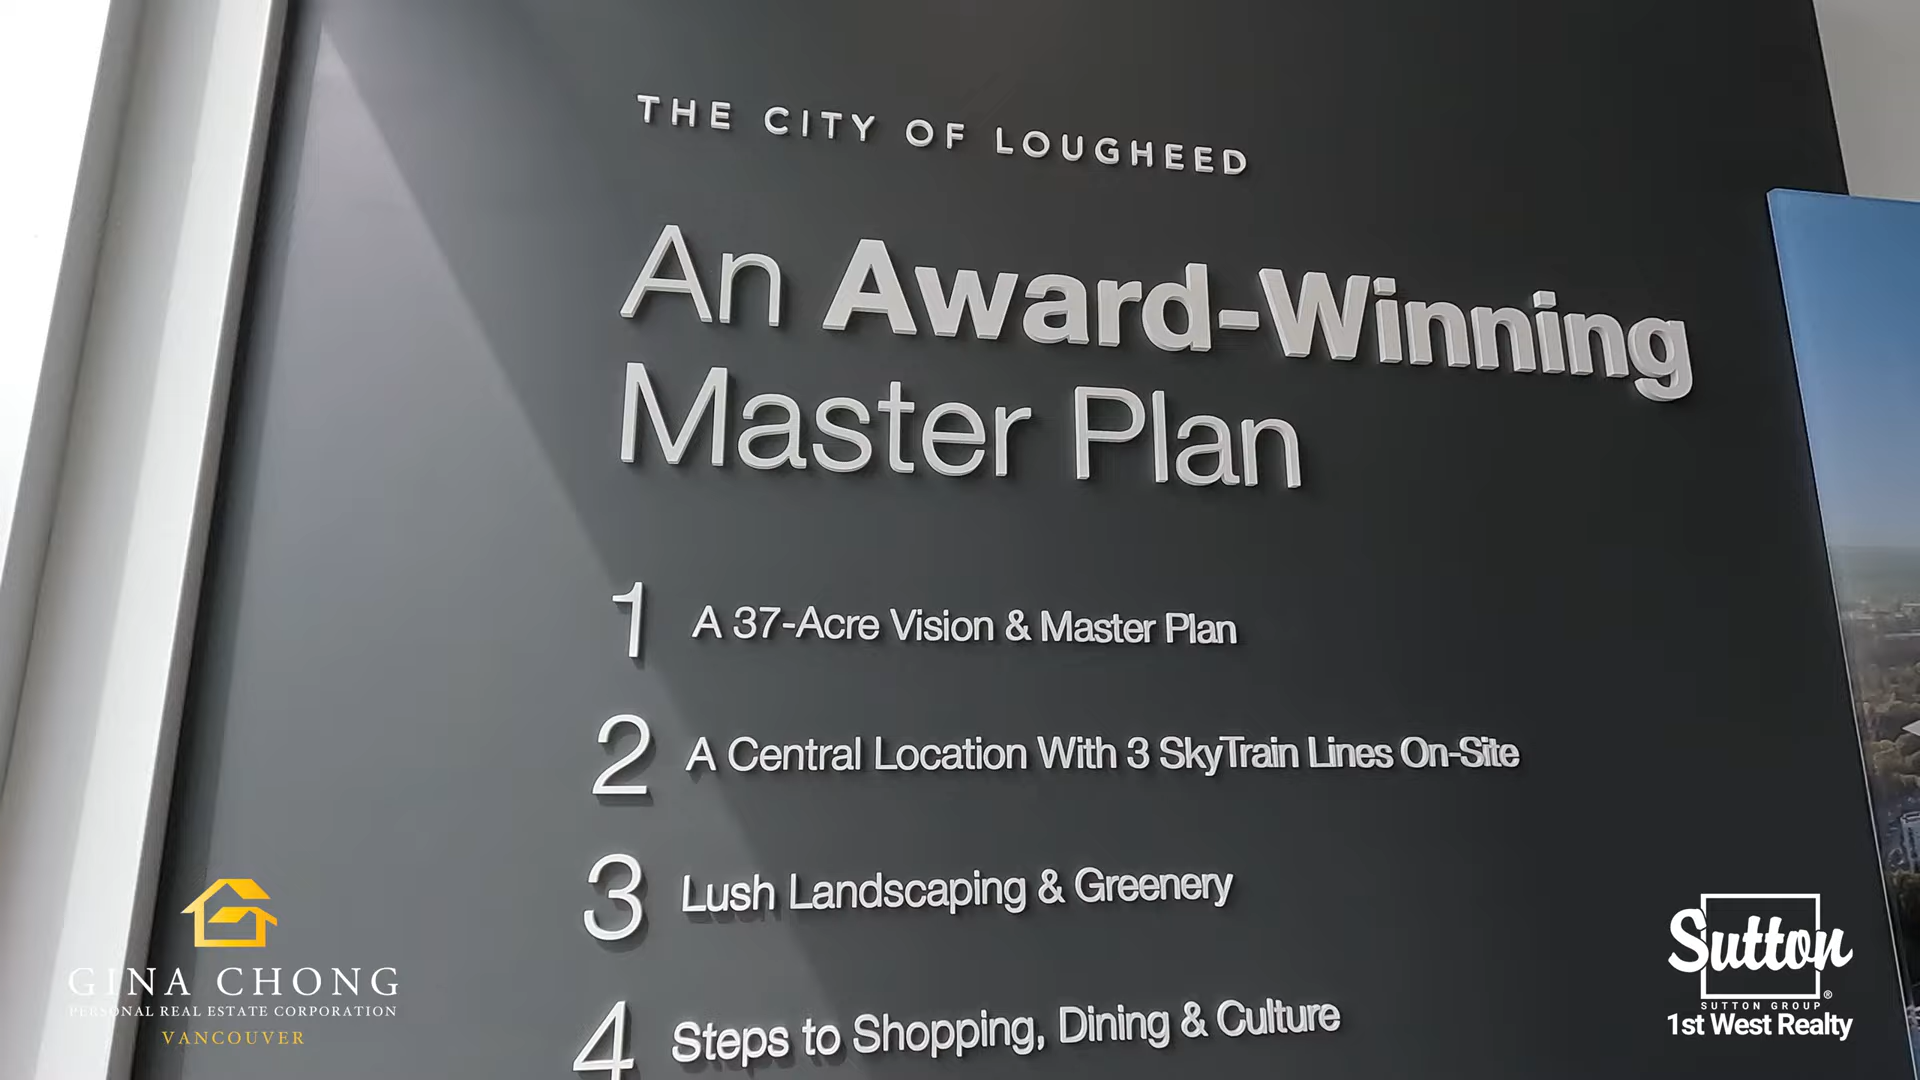 THE CITY OF LOUGHEED
An Award-Winning
Master Plan
1 A 37-Acre Vision & Master Plan
2 A Central Location With 3 SkyTrain Lines On-Site
3 Lush Landscaping & Greenery
4 Steps to Shopping, Dining & Culture
GINA CHONG
PERSONAL REAL ESTATE CORPORATION
VANCOUVER
Sutton
SUTTON GROUP®
1st West Realty